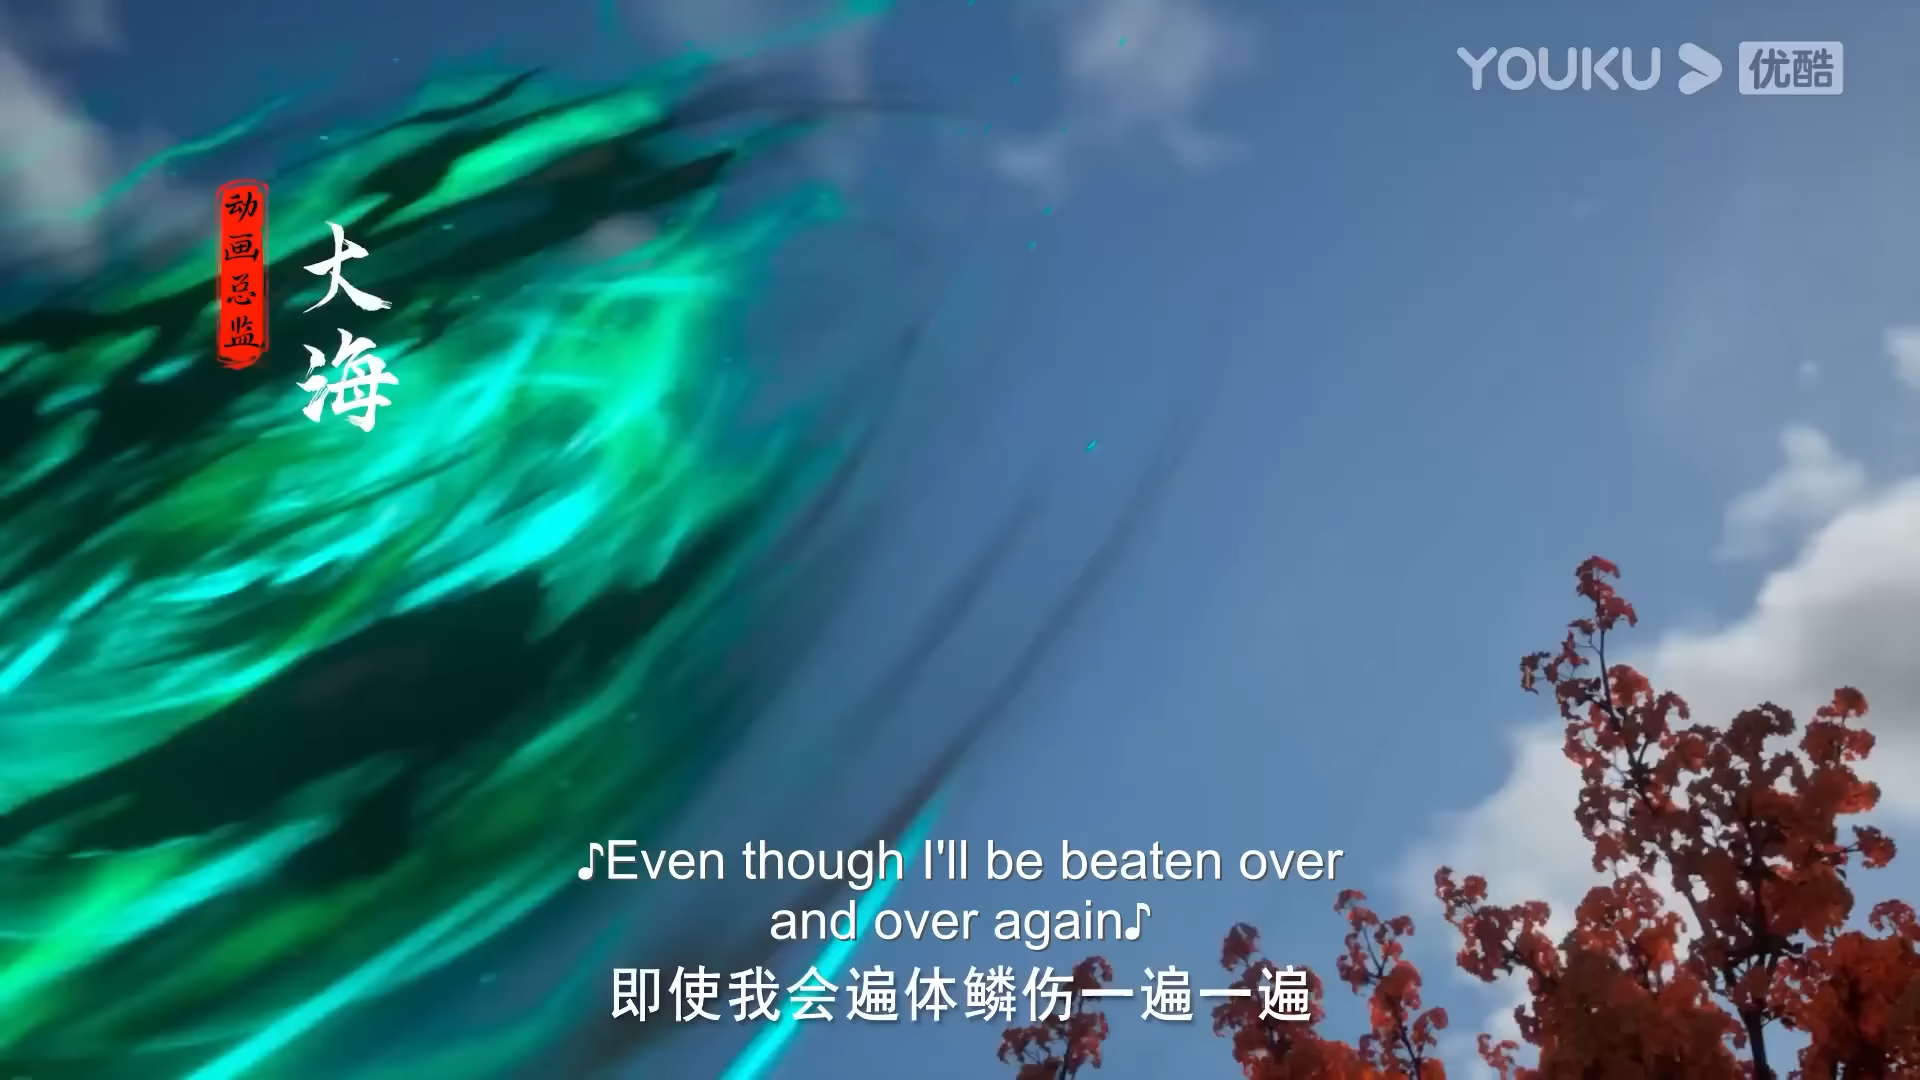 YOUKU 优酷
动画总监
大海
♪Even though I'll be beaten over
and over again♪
即使我会遍体鳞伤一遍一遍